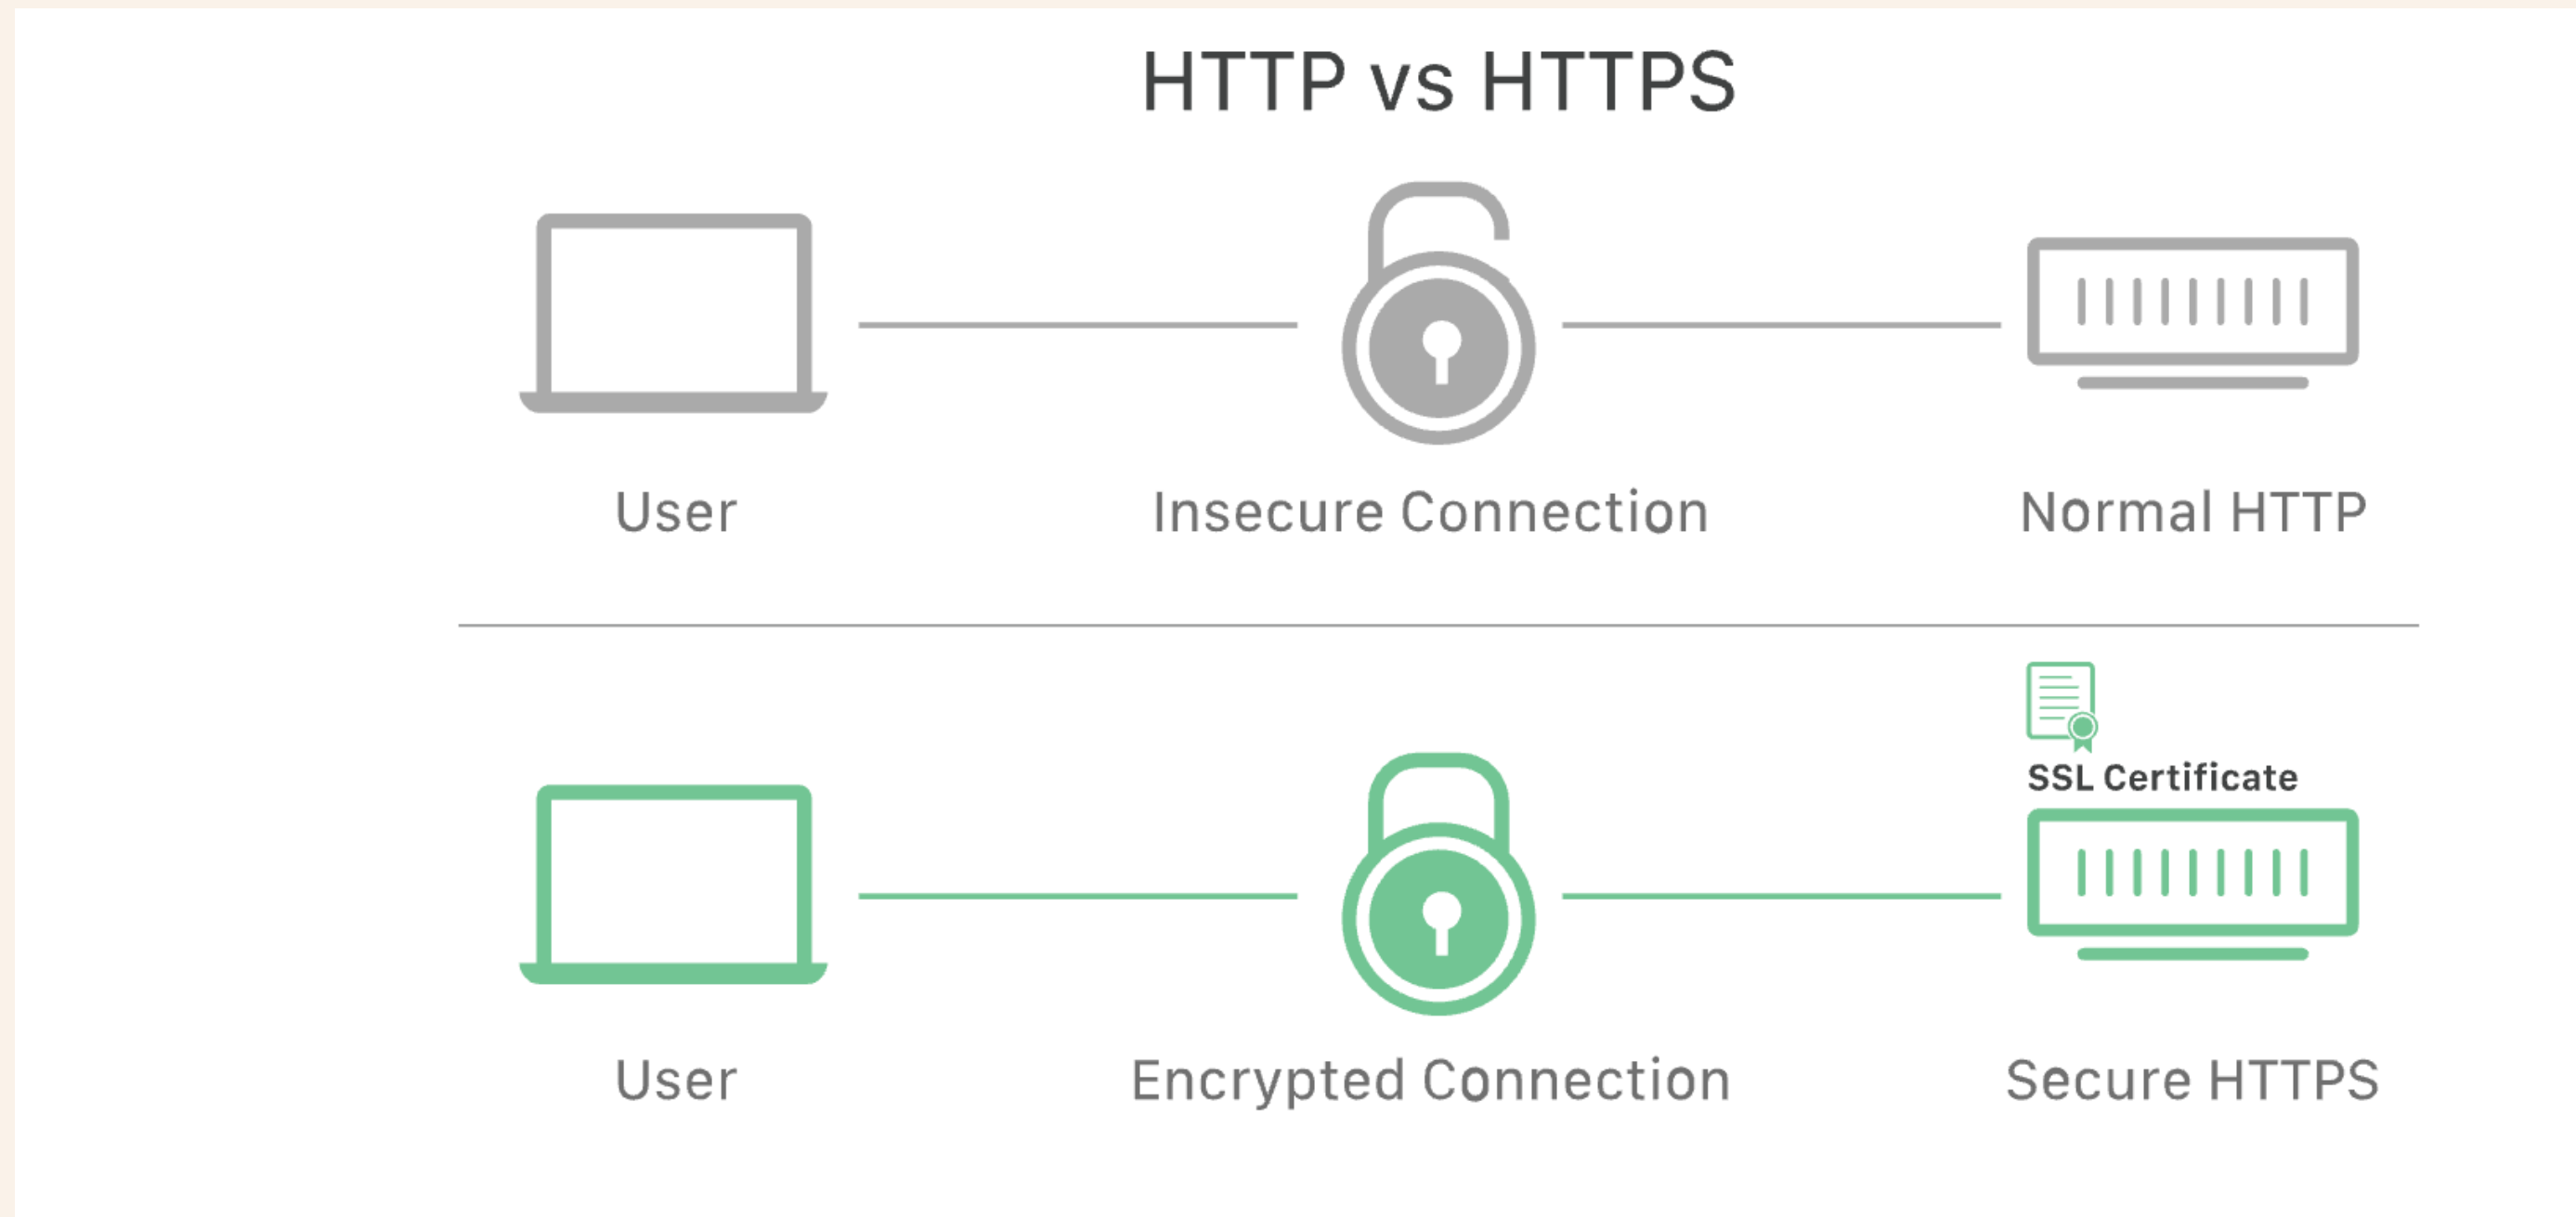 HTTP vs HTTPS
User
Insecure Connection
Normal HTTP
SSL Certificate
User
Encrypted Connection
Secure HTTPS